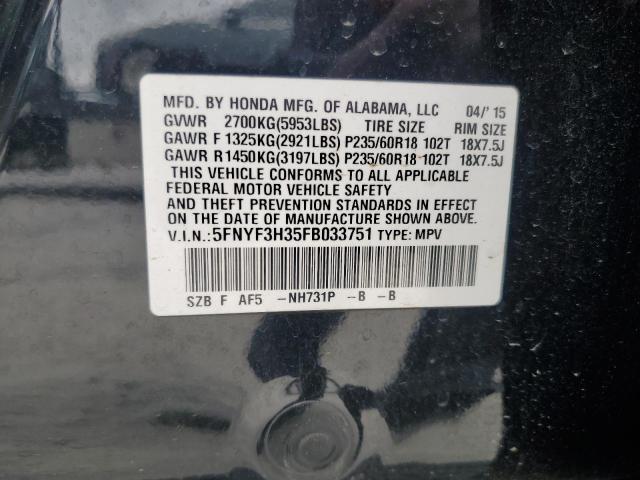 MFD. BY HONDA MFG. OF ALABAMA, LLC 04/'15
GVWR 2700KG(5953LBS) TIRE SIZE RIM SIZE
GAWR F 1325KG(2921LBS) P235/60R18 102T 18X7.5J
GAWR R1450KG(3197LBS) P235/60R18 102T 18X7.5J
THIS VEHICLE CONFORMS TO ALL APPLICABLE
FEDERAL MOTOR VEHICLE SAFETY
AND THEFT PREVENTION STANDARDS IN EFFECT
ON THE DATE OF MANUFACTURE SHOWN ABOVE.
V.I.N.: 5FNYF3H35FB033751 TYPE: MPV
SZB F AF5 –NH731P –B –B